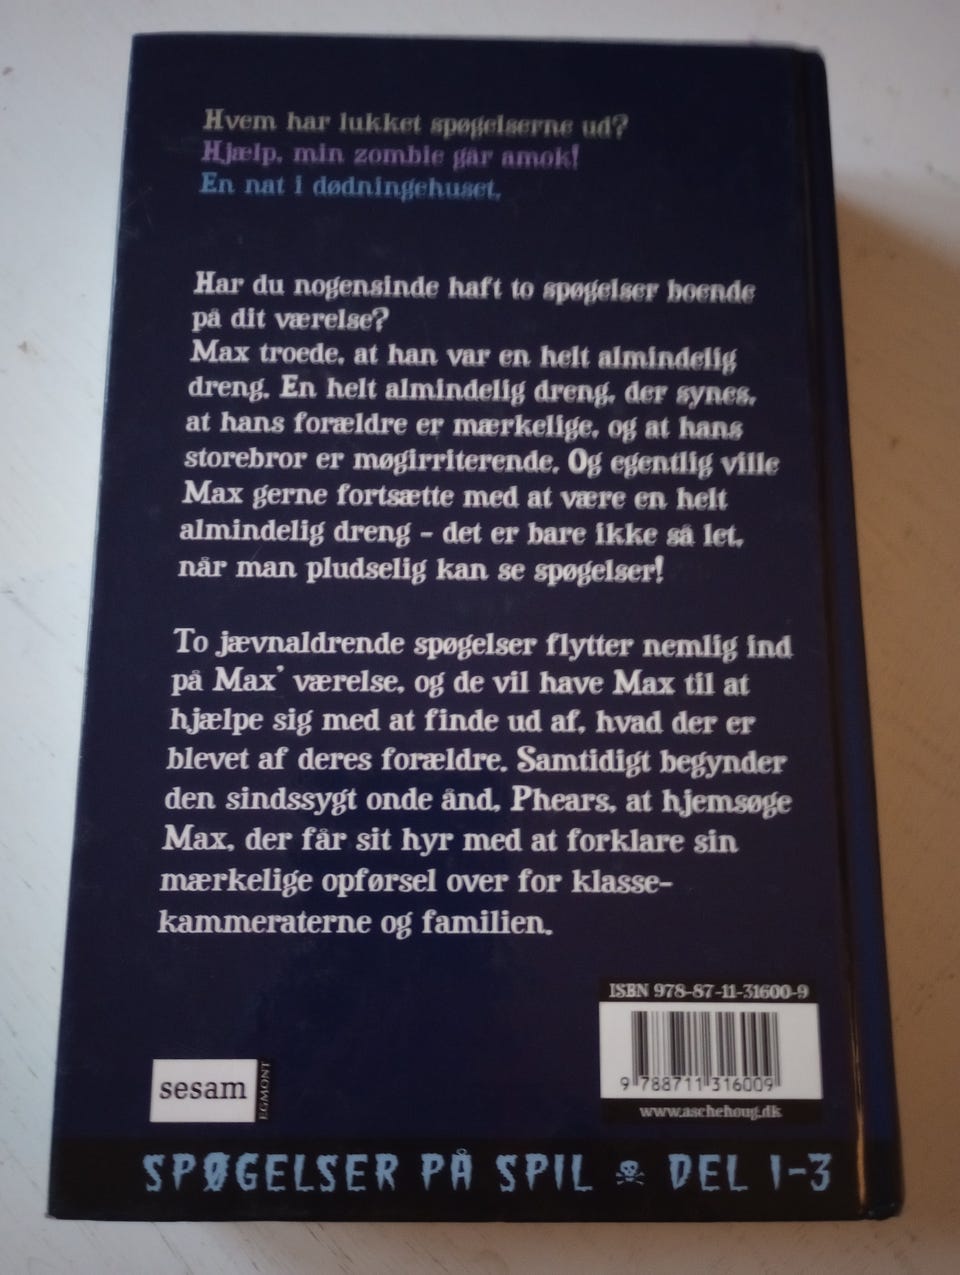 Hvem har lukket spøgelserne ud?
Hjælp, min zombie går amok!
En nat i dødningehuset.
Har du nogensinde haft to spøgelser boende
på dit værelse?
Max troede, at han var en helt almindelig
dreng. En helt almindelig dreng, der synes,
at hans forældre er mærkelige, og at hans
storebror er møgirriterende. Og egentlig ville
Max gerne fortsætte med at være en helt
almindelig dreng - det er bare ikke så let,
når man pludselig kan se spøgelser!
To jævnaldrende spøgelser flytter nemlig ind
på Max' værelse, og de vil have Max til at
hjælpe sig med at finde ud af, hvad der er
blevet af deres forældre. Samtidigt begynder
den sindssygt onde ånd, Phears, at hjemsøge
Max, der får sit hyr med at forklare sin
mærkelige opførsel over for klasse-
kammeraterne og familien.
ISBN 978-87-11-31600-9
9 788711 316009
www.aschehoug.dk
sesam
EGMONT
SPØGELSER PÅ SPIL DEL 1-3